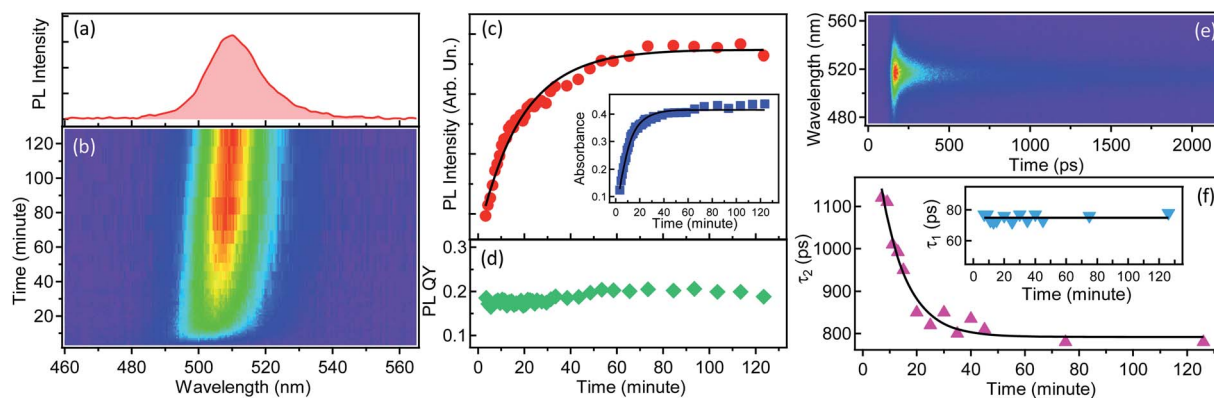 (a)
PL Intensity
(b)
Time (minute)
120
100
80
60
40
20
460 480 500 520 540 560
Wavelength (nm)
(c)
PL Intensity (Arb. Un.)
Absorbance
0.4
0.3
0.2
0.1
0 20 40 60 80 100 120
Time (minute)
(d)
PL QY
0.3
0.2
0.1
0 20 40 60 80 100 120
Time (minute)
(e)
Wavelength (nm)
560
520
480
0 500 1000 1500 2000
Time (ps)
(f)
τ2 (ps)
1100
1000
900
800
τ1 (ps)
80
60
0 20 40 60 80 100 120
Time (minute)
0 20 40 60 80 100 120
Time (minute)